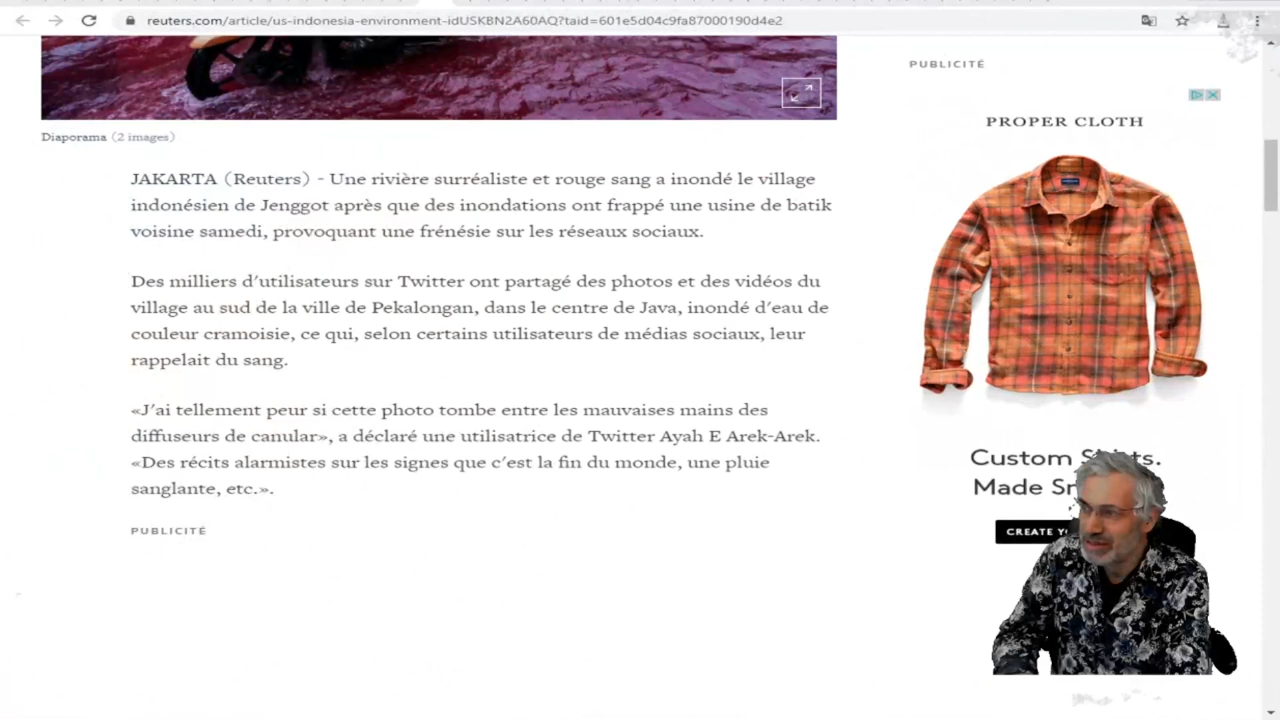 reuters.com/article/us-indonesia-environment-idUSKBN2A60AQ?taid=601e5d04c9fa87000190d4e2
Diaporama (2 images)
JAKARTA (Reuters) - Une rivière surréaliste et rouge sang a inondé le village
indonésien de Jenggot après que des inondations ont frappé une usine de batik
voisine samedi, provoquant une frénésie sur les réseaux sociaux.
Des milliers d'utilisateurs sur Twitter ont partagé des photos et des vidéos du
village au sud de la ville de Pekalongan, dans le centre de Java, inondé d'eau de
couleur cramoisie, ce qui, selon certains utilisateurs de médias sociaux, leur
rappelait du sang.
«J'ai tellement peur si cette photo tombe entre les mauvaises mains des
diffuseurs de canular», a déclaré une utilisatrice de Twitter Ayah E Arek-Arek.
«Des récits alarmistes sur les signes que c'est la fin du monde, une pluie
sanglante, etc.».
PUBLICITÉ
PUBLICITÉ
PROPER CLOTH
Custom
Made
CREATE